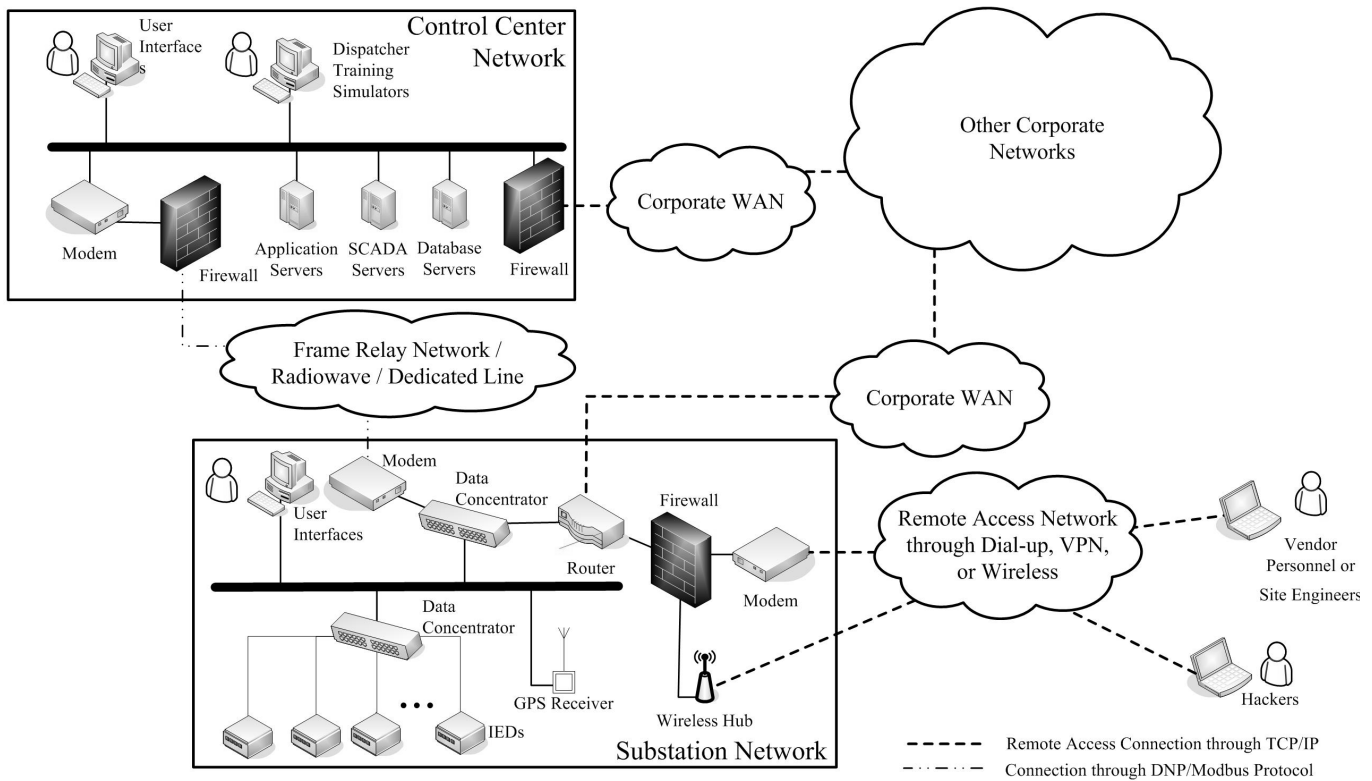 User
Interface
s
Dispatcher
Training
Simulators
Control Center
Network
Modem
Firewall
Application
Servers
SCADA
Servers
Database
Servers
Firewall
Corporate WAN
Other Corporate
Networks
Frame Relay Network /
Radiowave / Dedicated Line
Corporate WAN
User
Interfaces
Modem
Data
Concentrator
Router
Firewall
Modem
Remote Access Network
through Dial-up, VPN,
or Wireless
Vendor
Personnel or
Site Engineers
Data
Concentrator
GPS Receiver
IEDs
Wireless Hub
Hackers
Substation Network
Remote Access Connection through TCP/IP
Connection through DNP/Modbus Protocol